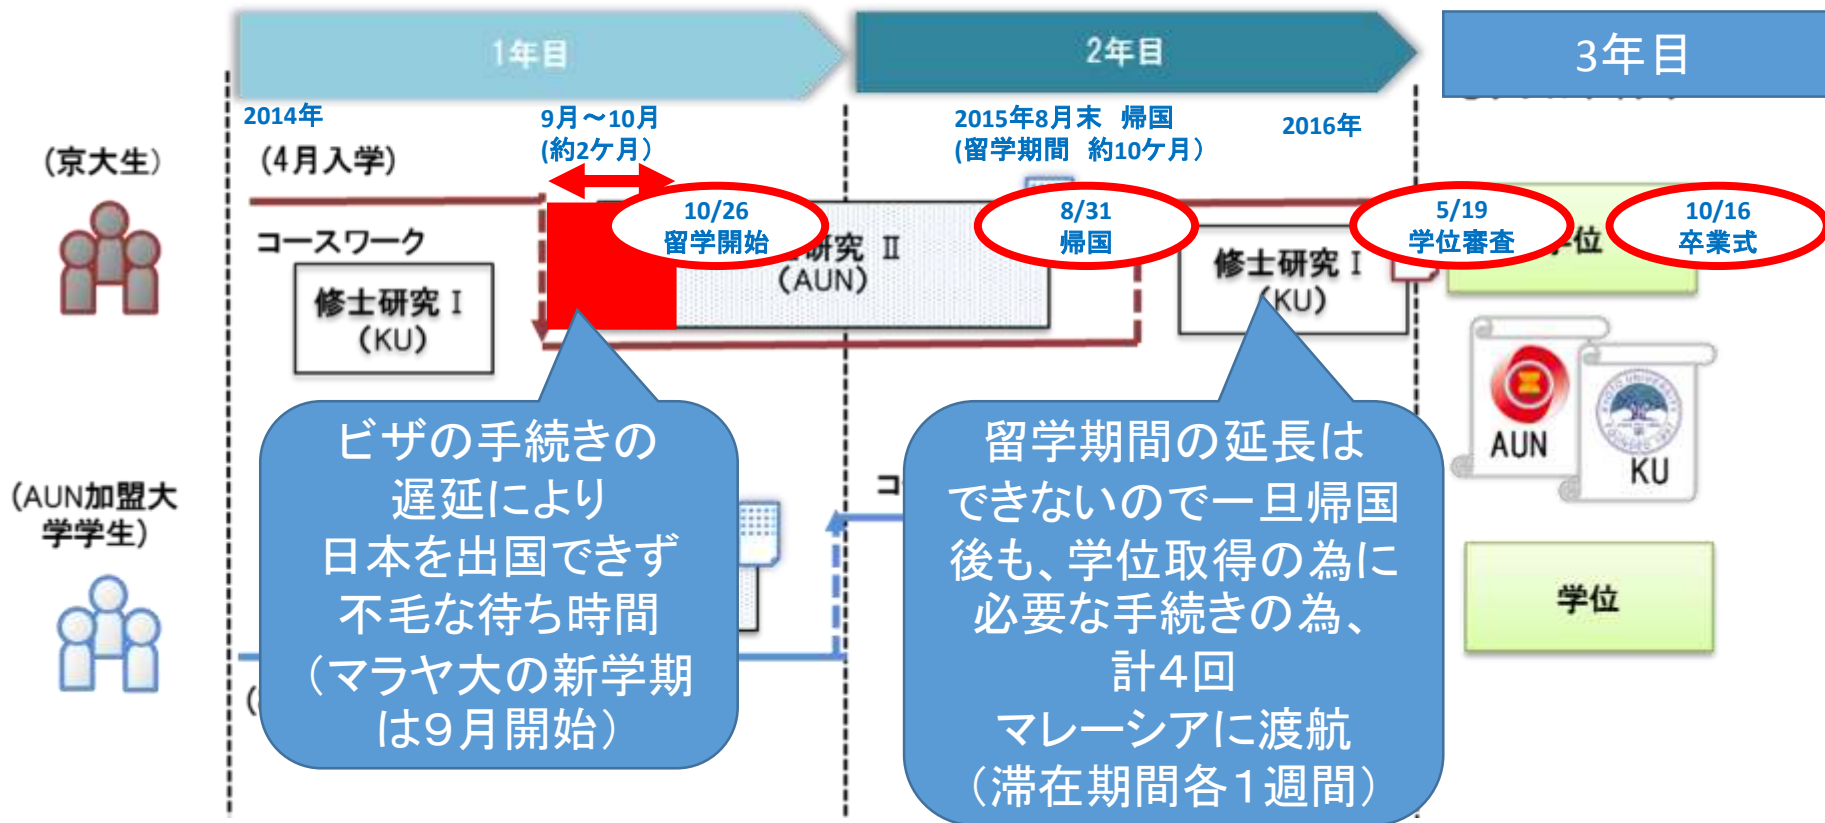 1年目
2年目
3年目
2014年
9月～10月
(約2ケ月）
2015年8月末 帰国
(留学期間 約10ケ月）
2016年
(京大生）
(4月入学)
コースワーク
修士研究 I
(KU)
10/26
留学開始
研究 II
(AUN)
8/31
帰国
修士研究 I
(KU)
5/19
学位審査
位
10/16
卒業式
AUN
KU
ビザの手続きの
遅延により
日本を出国できず
不毛な待ち時間
（マラヤ大の新学期
は９月開始）
コ
留学期間の延長は
できないので一旦帰国
後も、学位取得の為に
必要な手続きの為、
計４回
マレーシアに渡航
（滞在期間各１週間）
(AUN加盟大
学学生)
学位